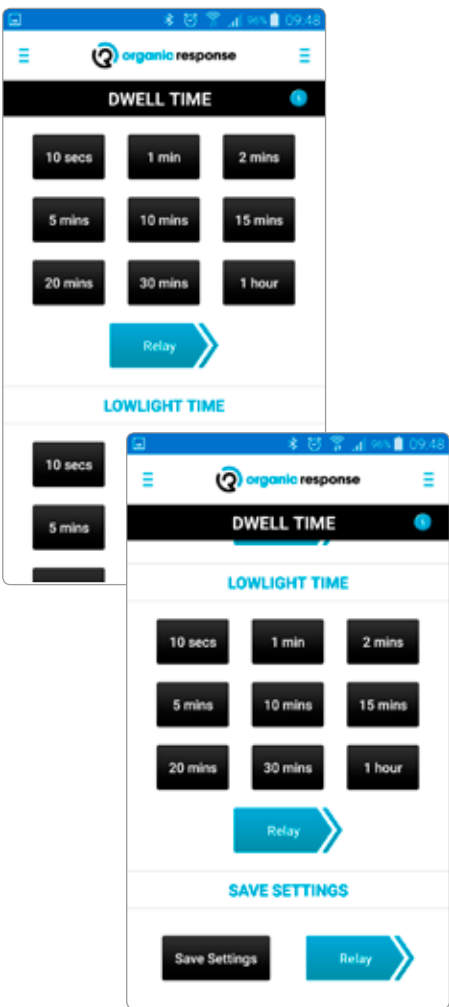 96% 09:48
organic response
DWELL TIME
10 secs 1 min 2 mins
5 mins 10 mins 15 mins
20 mins 30 mins 1 hour
Relay
LOWLIGHT TIME
10 secs
5 mins
96% 09:48
organic response
DWELL TIME
LOWLIGHT TIME
10 secs 1 min 2 mins
5 mins 10 mins 15 mins
20 mins 30 mins 1 hour
Relay
SAVE SETTINGS
Save Settings Relay